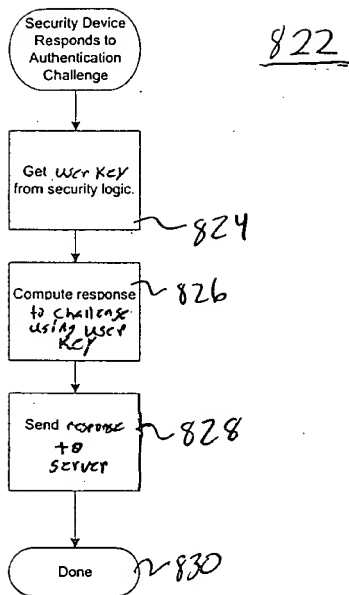 Security Device
Responds to
Authentication
Challenge
822
Get user key
from security logic.
824
Compute response
to challenge
using user
key
826
Send response
to
server
828
Done
830